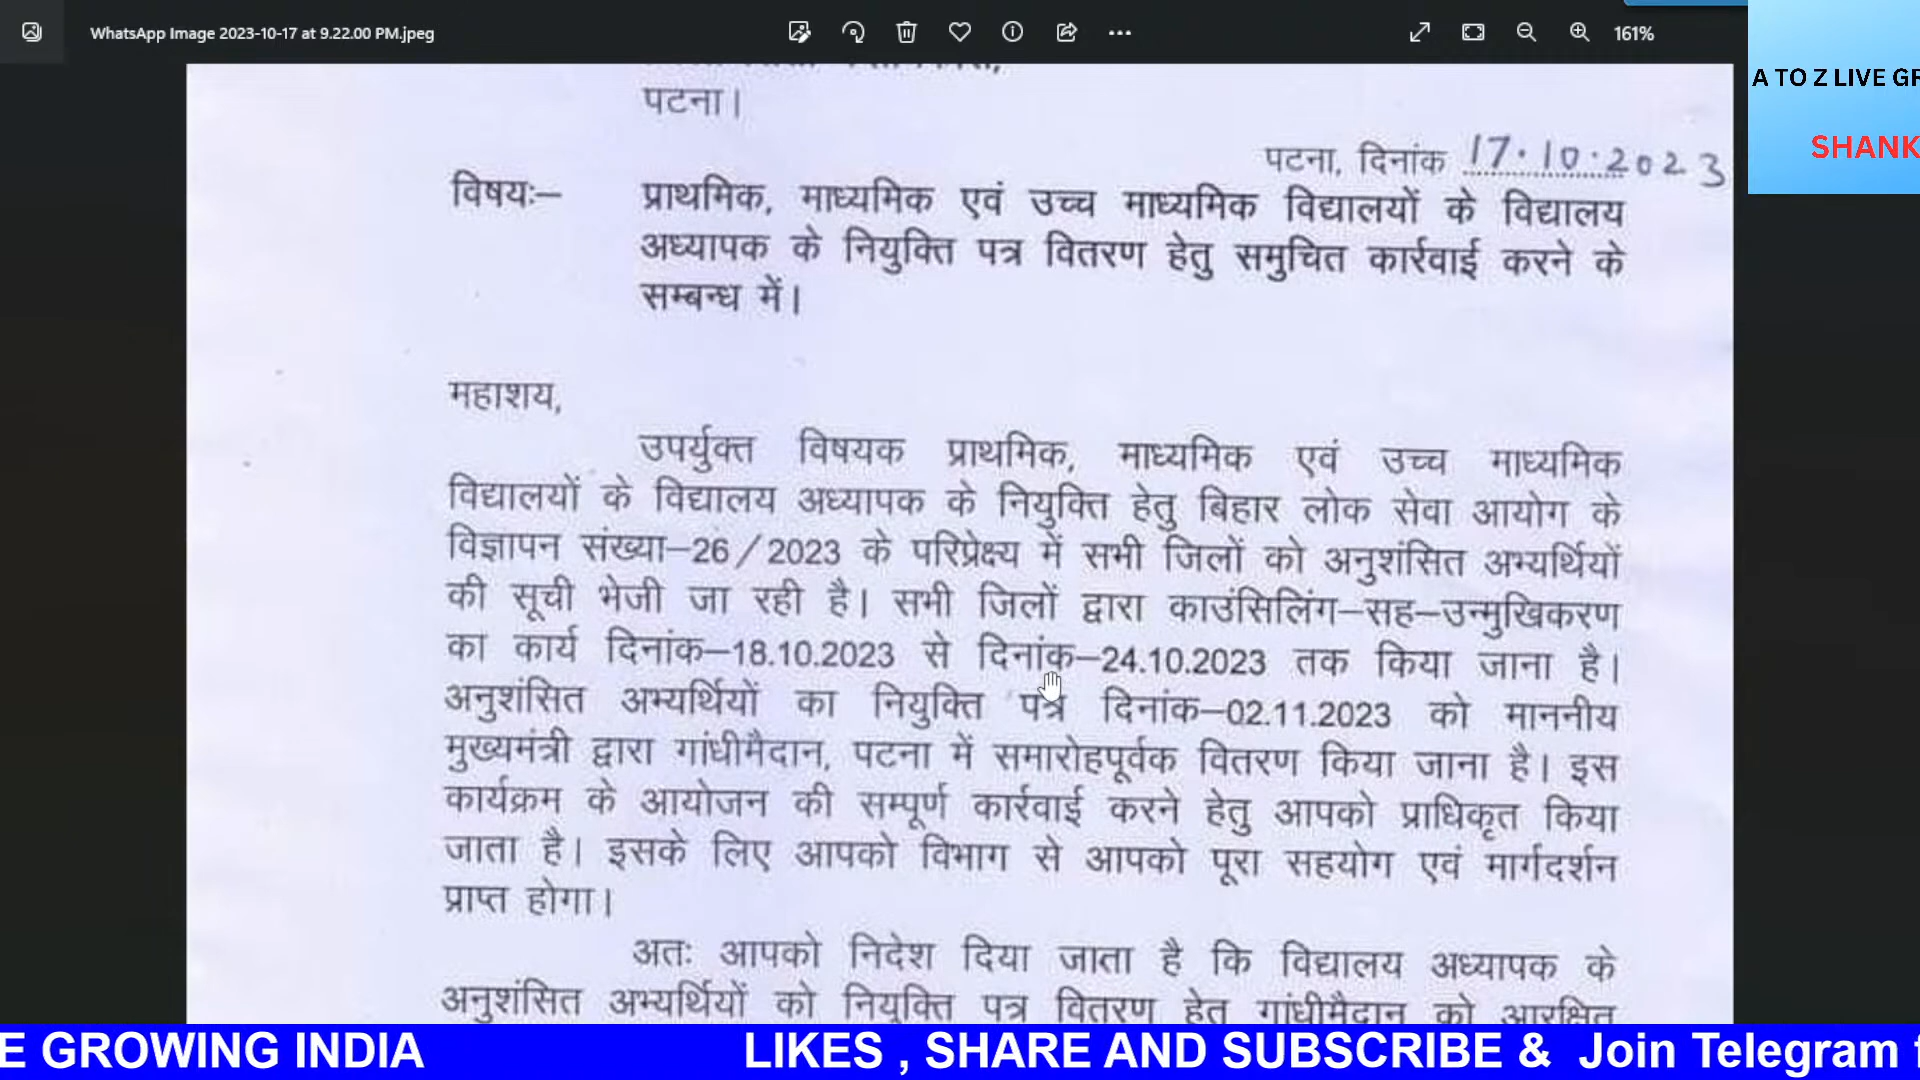 WhatsApp Image 2023-10-17 at 9.22.00 PM.jpeg
161%
A TO Z LIVE GR
SHANK
पटना।
पटना, दिनांक 17.10.2023
विषयः– प्राथमिक, माध्यमिक एवं उच्च माध्यमिक विद्यालयों के विद्यालय
अध्यापक के नियुक्ति पत्र वितरण हेतु समुचित कार्रवाई करने के
सम्बन्ध में।
महाशय,
उपर्युक्त विषयक प्राथमिक, माध्यमिक एवं उच्च माध्यमिक
विद्यालयों के विद्यालय अध्यापक के नियुक्ति हेतु बिहार लोक सेवा आयोग के
विज्ञापन संख्या–26/2023 के परिप्रेक्ष्य में सभी जिलों को अनुशंसित अभ्यर्थियों
की सूची भेजी जा रही है। सभी जिलों द्वारा काउंसिलिंग–सह–उन्मुखिकरण
का कार्य दिनांक–18.10.2023 से दिनांक–24.10.2023 तक किया जाना है।
अनुशंसित अभ्यर्थियों का नियुक्ति पत्र दिनांक–02.11.2023 को माननीय
मुख्यमंत्री द्वारा गांधीमैदान, पटना में समारोहपूर्वक वितरण किया जाना है। इस
कार्यक्रम के आयोजन की सम्पूर्ण कार्रवाई करने हेतु आपको प्राधिकृत किया
जाता है। इसके लिए आपको विभाग से आपको पूरा सहयोग एवं मार्गदर्शन
प्राप्त होगा।
अतः आपको निदेश दिया जाता है कि विद्यालय अध्यापक के
अनुशंसित अभ्यर्थियों को नियुक्ति पत्र वितरण हेतु गांधीमैदान को आरक्षित
E GROWING INDIA LIKES , SHARE AND SUBSCRIBE & Join Telegram f